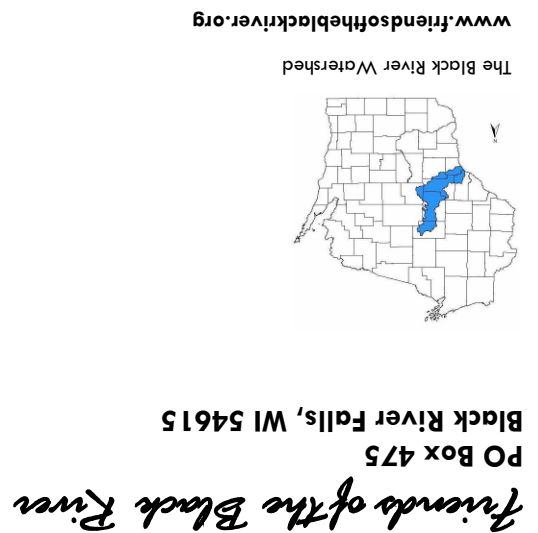 Friends of the Black River
PO Box 475
Black River Falls, WI 54615
N
The Black River Watershed
www.friendsoftheblackriver.org